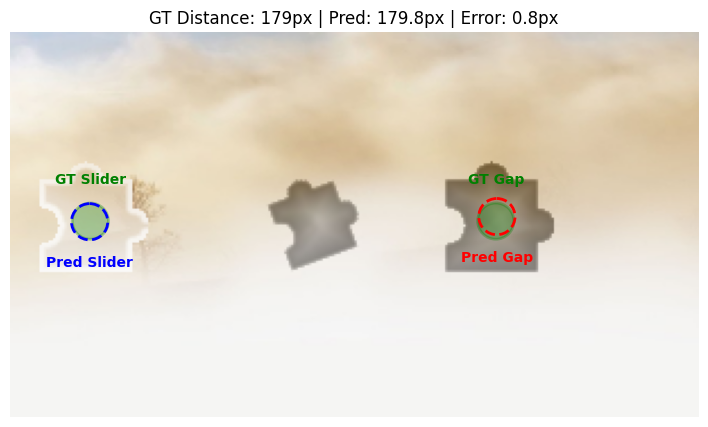 GT Distance: 179px | Pred: 179.8px | Error: 0.8px
GT Slider
GT Gap
Pred Slider
Pred Gap